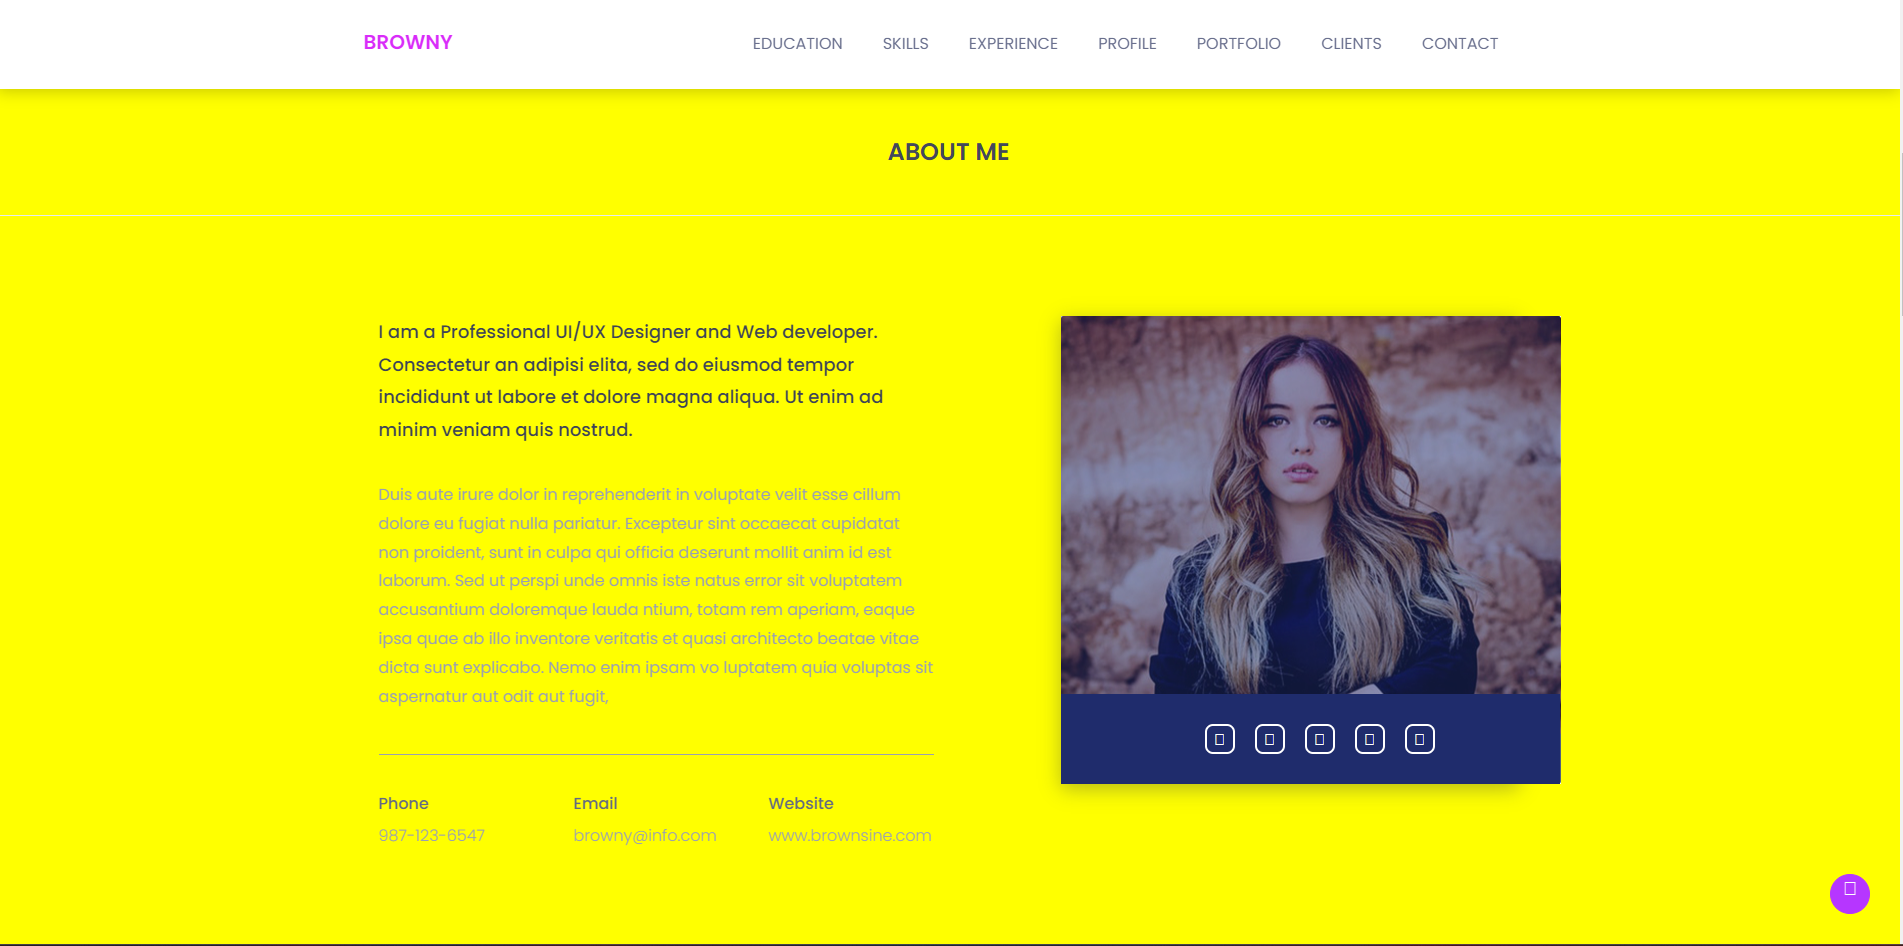 BROWNY
EDUCATION SKILLS EXPERIENCE PROFILE PORTFOLIO CLIENTS CONTACT
ABOUT ME
I am a Professional UI/UX Designer and Web developer.
Consectetur an adipisi elita, sed do eiusmod tempor
incididunt ut labore et dolore magna aliqua. Ut enim ad
minim veniam quis nostrud.
Duis aute irure dolor in reprehenderit in voluptate velit esse cillum
dolore eu fugiat nulla pariatur. Excepteur sint occaecat cupidatat
non proident, sunt in culpa qui officia deserunt mollit anim id est
laborum. Sed ut perspi unde omnis iste natus error sit voluptatem
accusantium doloremque lauda ntium, totam rem aperiam, eaque
ipsa quae ab illo inventore veritatis et quasi architecto beatae vitae
dicta sunt explicabo. Nemo enim ipsam vo luptatem quia voluptas sit
aspernatur aut odit aut fugit,
Phone Email Website
987-123-6547 browny@info.com www.brownsine.com